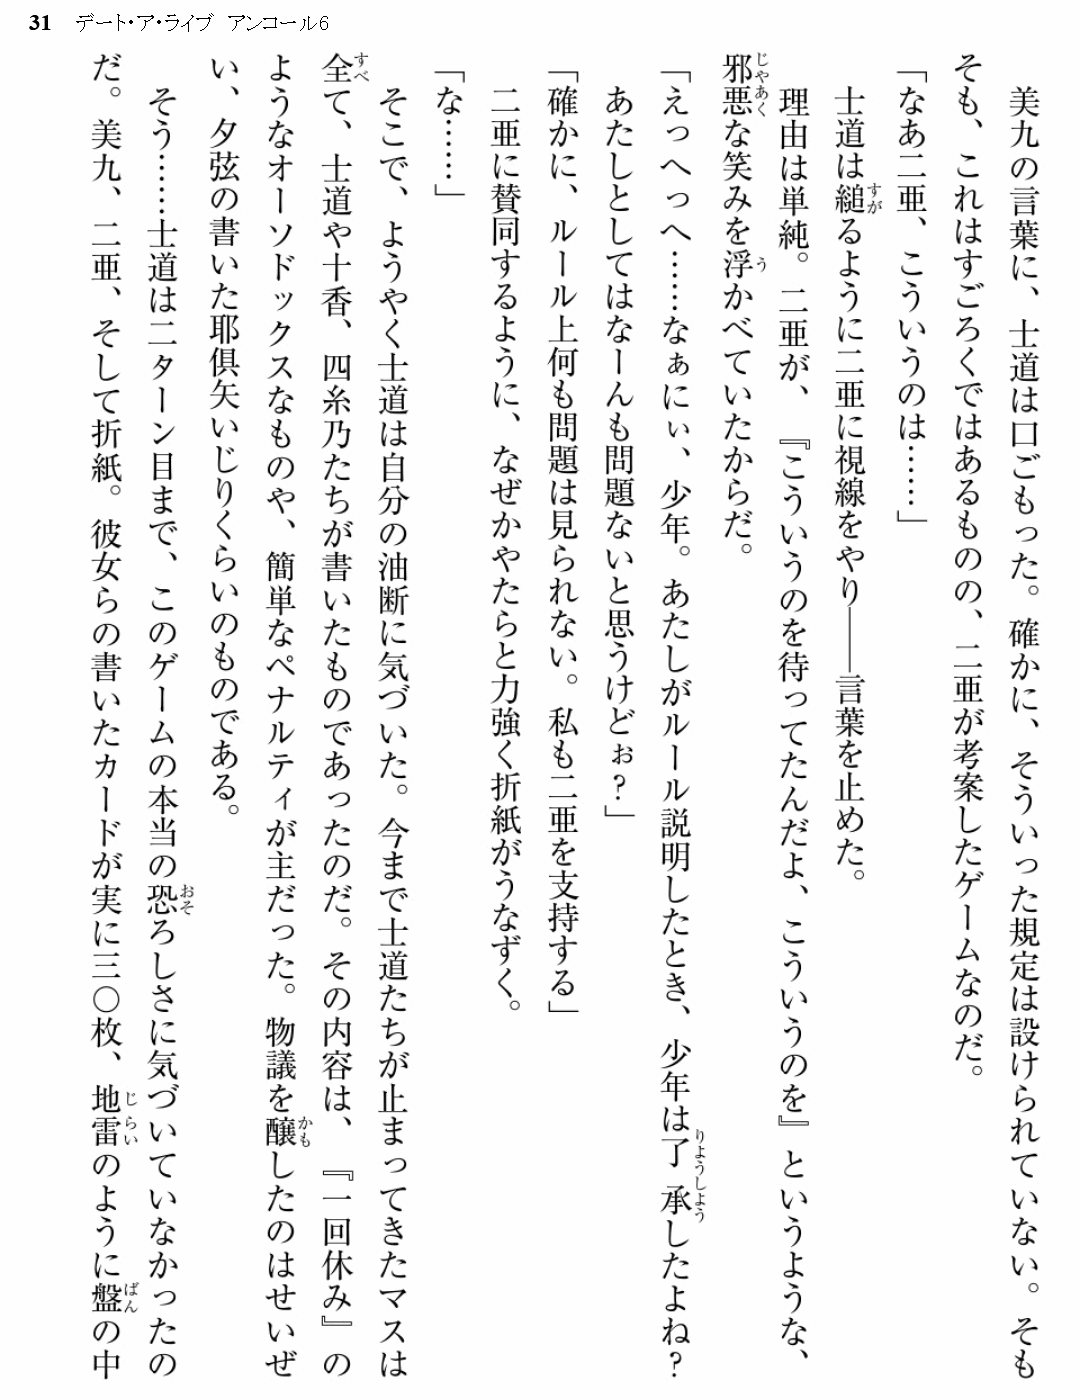 31 デート・ア・ライブ アンコール6
美九の言葉に、士道は口ごもった。確かに、そういった規定は設けられていない。そも
そも、これはすごろくではあるものの、二亜が考案したゲームなのだ。
「なあ二亜、こういうのは……」
士道は縋るように二亜に視線をやり――言葉を止めた。
理由は単純。二亜が、『こういうのを待ってたんだよ、こういうのを』というような、
邪悪な笑みを浮かべていたからだ。
「えっへっへ……なぁにぃ、少年。あたしがルール説明したとき、少年は了承したよね？
あたしとしてはなーんも問題ないと思うけどぉ？」
「確かに、ルール上何も問題は見られない。私も二亜を支持する」
二亜に賛同するように、なぜかやたらと力強く折紙がうなずく。
「な……」
そこで、ようやく士道は自分の油断に気づいた。今まで士道たちが止まってきたマスは
全て、士道や十香、四糸乃たちが書いたものであったのだ。その内容は、『一回休み』の
ようなオーソドックスなものや、簡単なペナルティが主だった。物議を醸したのはせいぜ
い、夕弦の書いた耶倶矢いじりくらいのものである。
そう……士道は二ターン目まで、このゲームの本当の恐ろしさに気づいていなかったの
だ。美九、二亜、そして折紙。彼女らの書いたカードが実に三〇枚、地雷のように盤の中